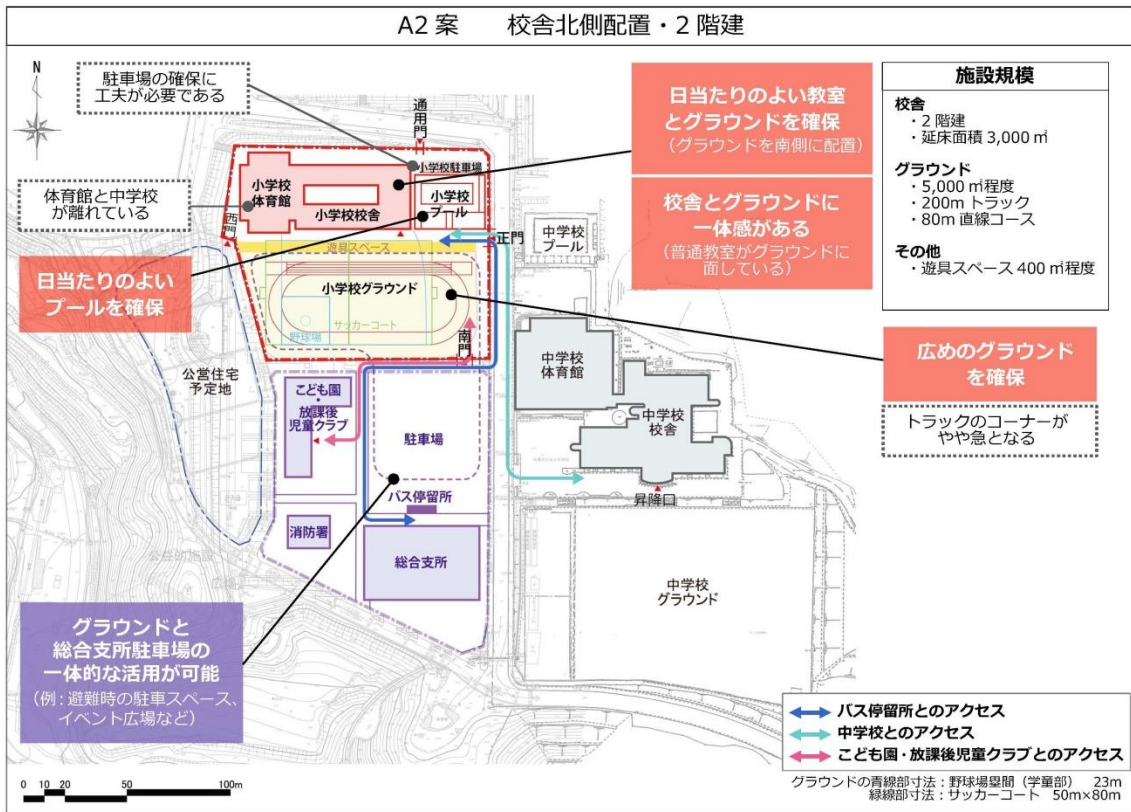 A2 案　　校舎北側配置・2 階建
N
駐車場の確保に
工夫が必要である
体育館と中学校
が離れている
日当たりのよい
プールを確保
通用門
小学校駐車場
小学校
体育館
小学校校舎
小学校
プール
西門
正門
遊具スペース
小学校グラウンド
サッカーコート
野球場
南門
日当たりのよい教室
とグラウンドを確保
（グラウンドを南側に配置）
校舎とグラウンドに
一体感がある
（普通教室がグラウンドに
面している）
施設規模
校舎
・2 階建
・延床面積 3,000 ㎡
グラウンド
・5,000 ㎡程度
・200m トラック
・80m 直線コース
その他
・遊具スペース 400 ㎡程度
広めのグラウンド
を確保
トラックのコーナーが
やや急となる
中学校
プール
中学校
体育館
中学校
校舎
昇降口
中学校
グラウンド
公営住宅
予定地
こども園
・
放課後
児童クラブ
駐車場
バス停留所
消防署
総合支所
グラウンドと
総合支所駐車場の
一体的な活用が可能
（例：避難時の駐車スペース、
イベント広場など）
バス停留所とのアクセス
中学校とのアクセス
こども園・放課後児童クラブとのアクセス
グラウンドの青線部寸法：野球場塁間（学童部）　23m
緑線部寸法：サッカーコート　50m×80m
0 10 20 50 100m